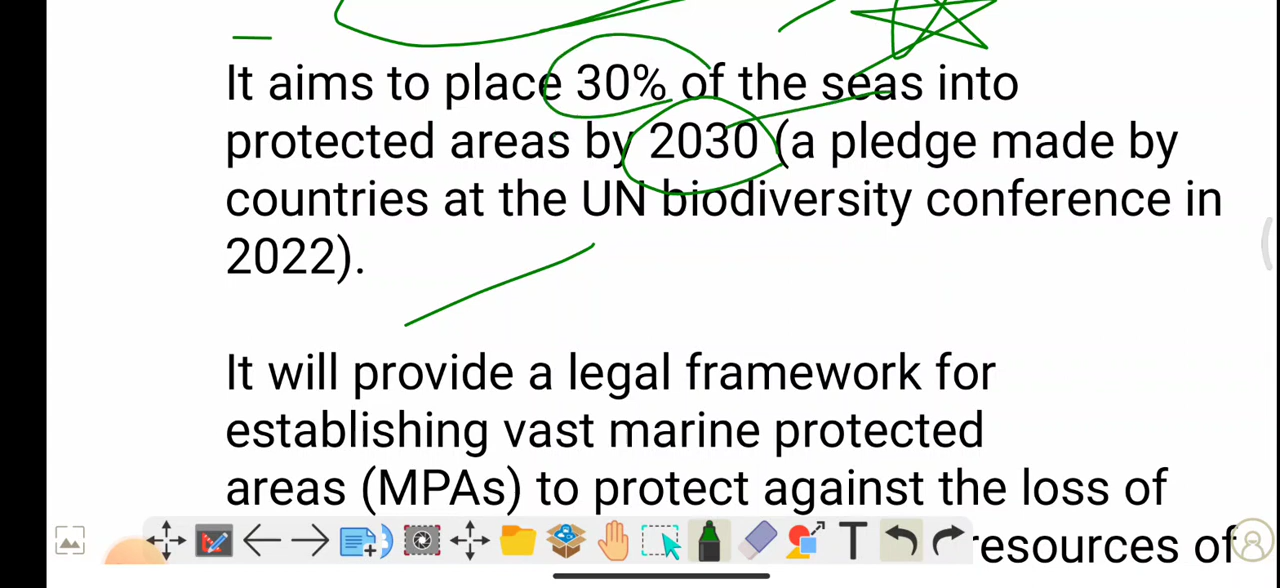 It aims to place 30% of the seas into
protected areas by 2030 (a pledge made by
countries at the UN biodiversity conference in
2022).
It will provide a legal framework for
establishing vast marine protected
areas (MPAs) to protect against the loss of
resources of
T